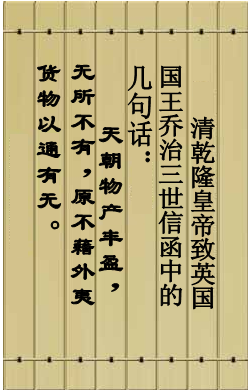 清乾隆皇帝致英国
国王乔治三世信函中的
几句话：
天朝物产丰盈，
无所不有，原不藉外夷
货物以通有无。